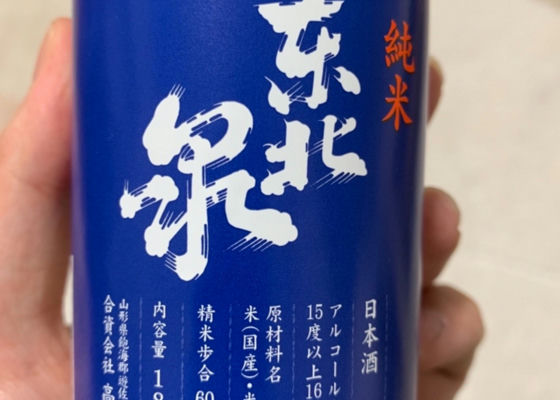 純米
东北
泉
日本酒
アルコール
15度以上16
原材料名
米(国産)・米
精米歩合 60
内容量 18
山形県飽海郡遊佐
合資会社 高